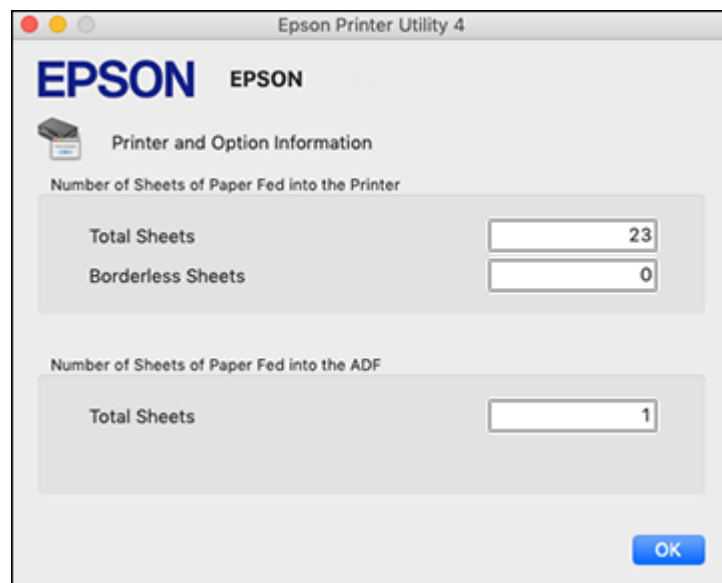 Epson Printer Utility 4
EPSON EPSON
Printer and Option Information
Number of Sheets of Paper Fed into the Printer
Total Sheets 23
Borderless Sheets 0
Number of Sheets of Paper Fed into the ADF
Total Sheets 1
OK